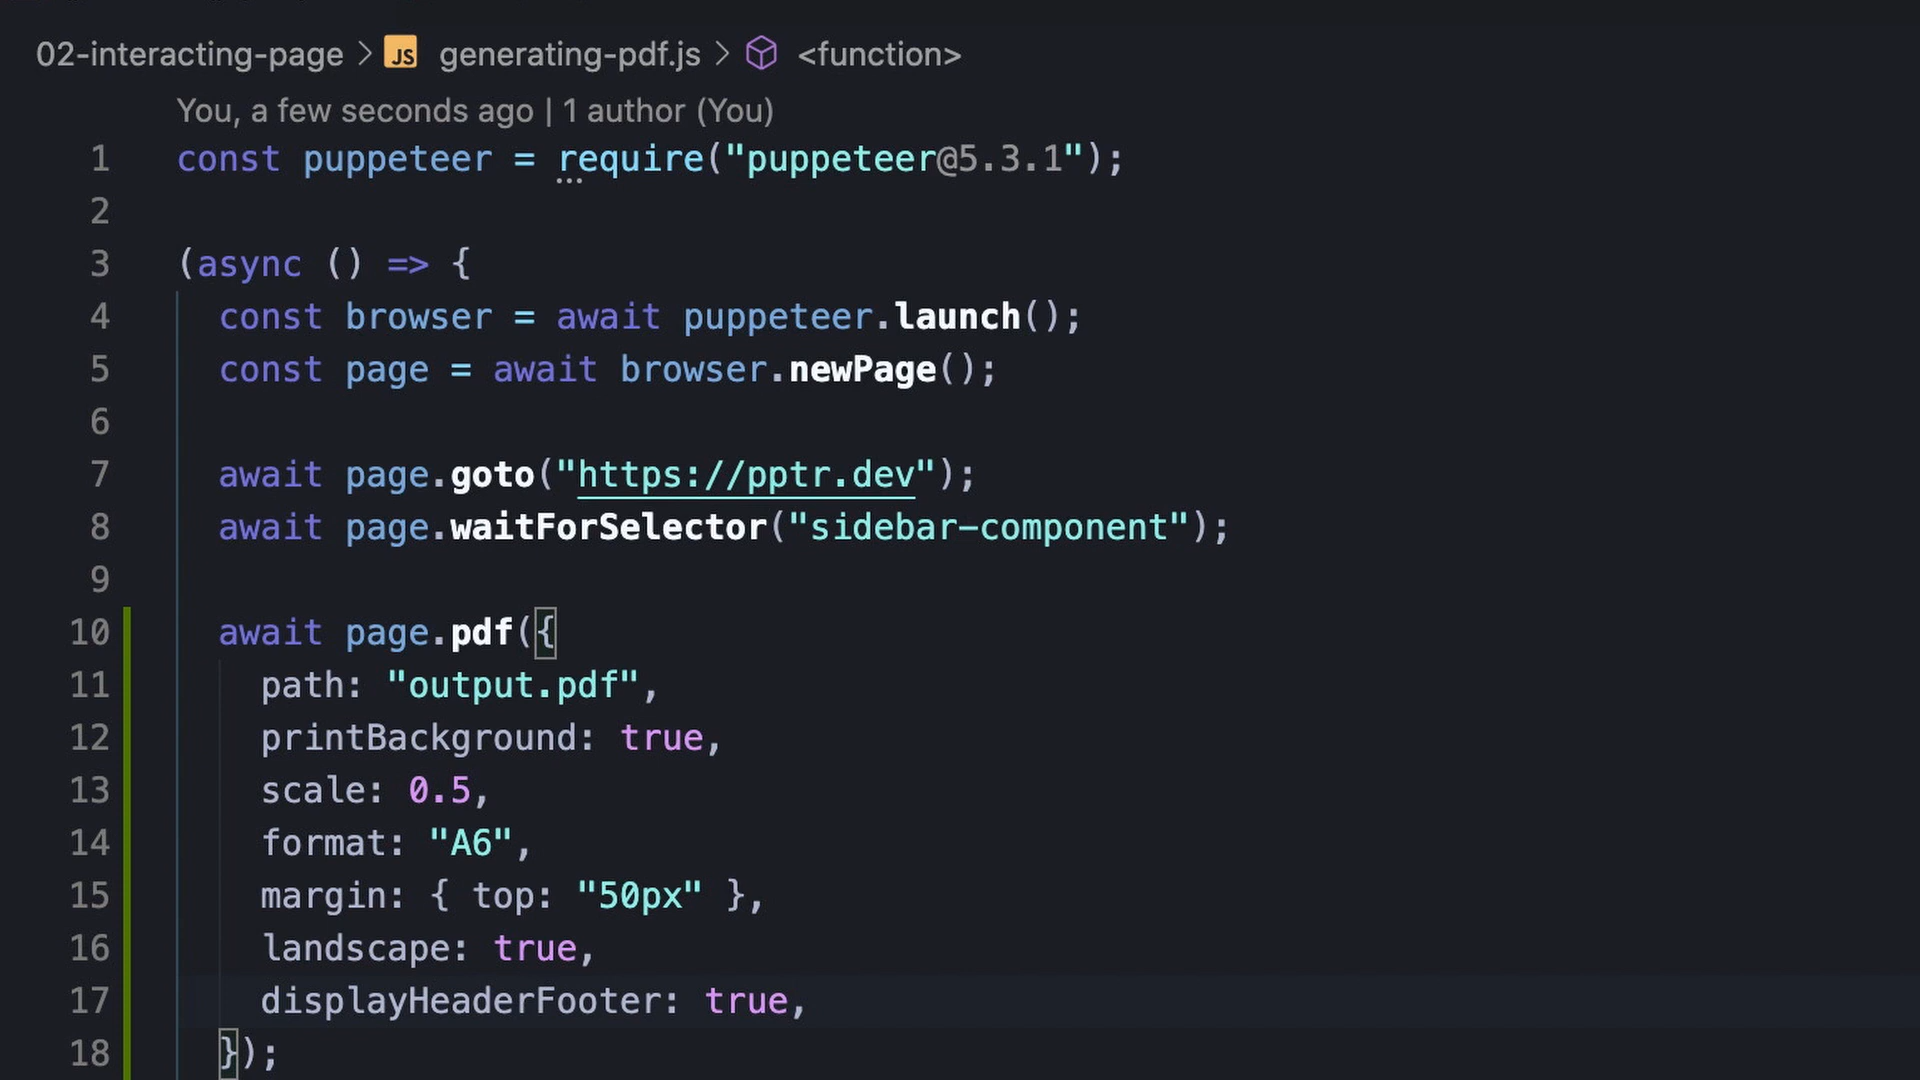 02-interacting-page > JS generating-pdf.js > <function>
You, a few seconds ago | 1 author (You)
1 const puppeteer = require("puppeteer@5.3.1");
2
3 (async () => {
4   const browser = await puppeteer.launch();
5   const page = await browser.newPage();
6
7   await page.goto("https://pptr.dev");
8   await page.waitForSelector("sidebar-component");
9
10   await page.pdf({
11     path: "output.pdf",
12     printBackground: true,
13     scale: 0.5,
14     format: "A6",
15     margin: { top: "50px" },
16     landscape: true,
17     displayHeaderFooter: true,
18   });